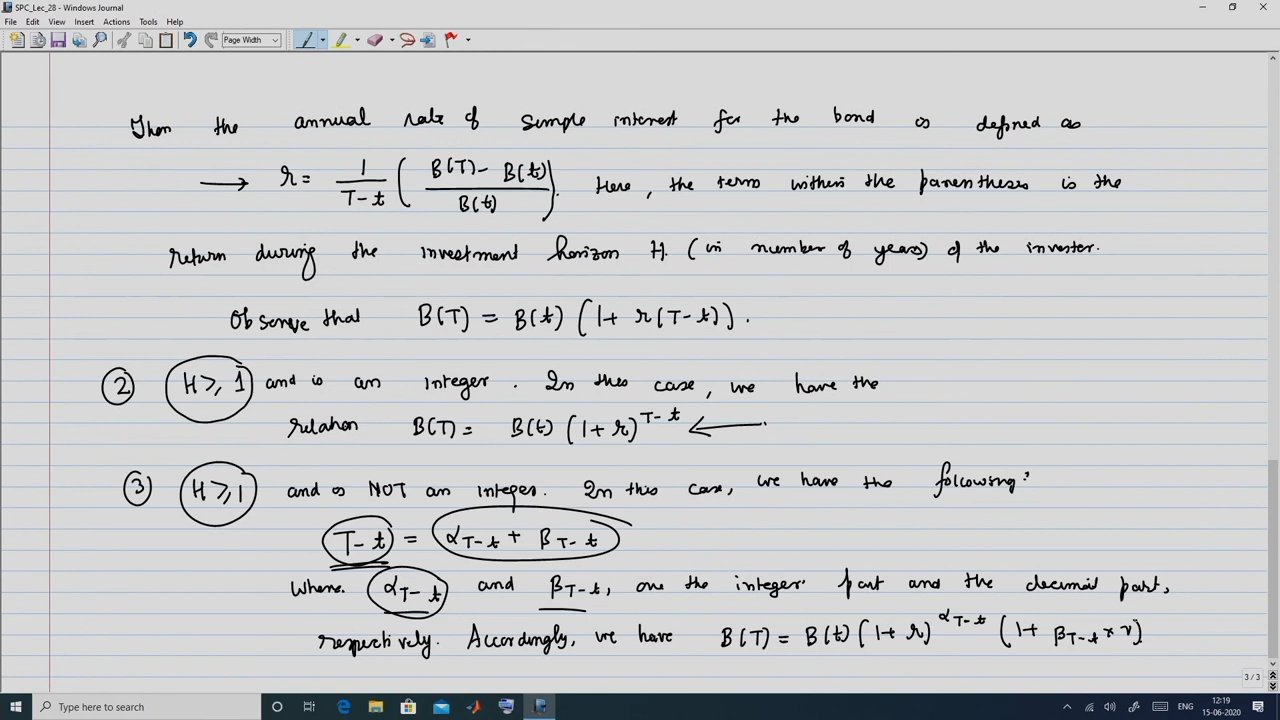 SPC_Lec_28 - Windows Journal
File Edit View Insert Actions Tools Help
Page Width
Then the annual rate of simple interest for the bond is defined as
→ r = 1/(T-t) ( (B(T) - B(t))/B(t) ). Here, the term within the parentheses is the
return during the investment horizon H. (in number of years) of the investor.
Observe that B(T) = B(t) (1 + r(T-t)).
② H ≥ 1 and is an integer. In this case, we have the
relation B(T) = B(t) (1 + r)^{T-t} ←
③ H ≥ 1 and is NOT an integer. In this case, we have the following:
T-t = α_{T-t} + β_{T-t}
Where α_{T-t} and β_{T-t}, are the integer part and the decimal part,
respectively. Accordingly, we have B(T) = B(t) (1 + r)^{α_{T-t}} (1 + β_{T-t} × r)
3 / 3
Type here to search
ENG
12:19
15-06-2020